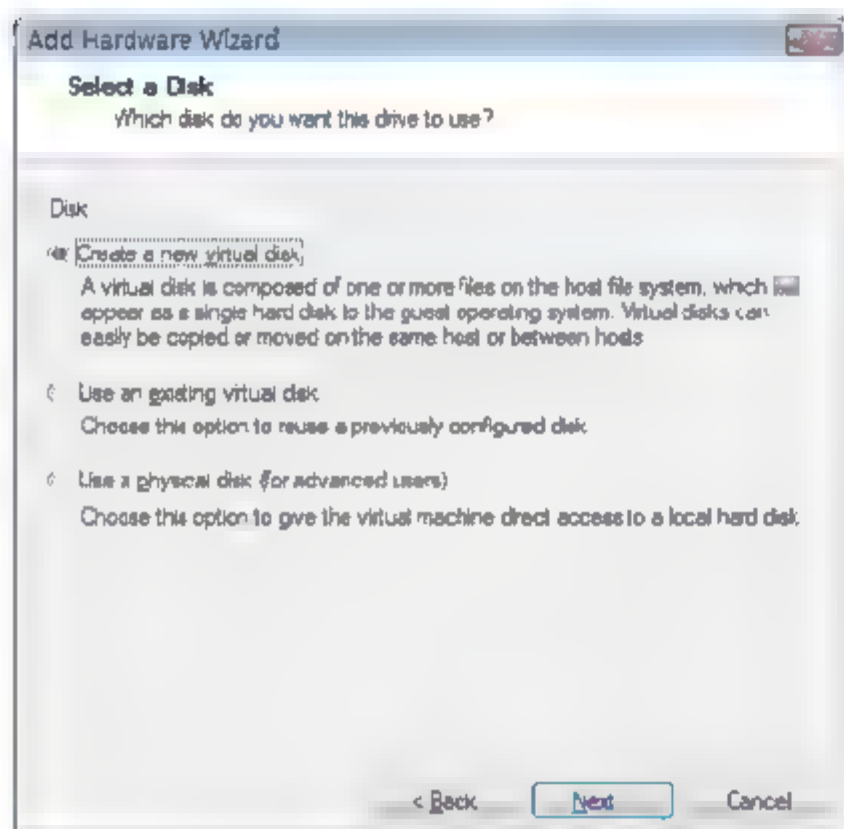 Add Hardware Wizard
Select a Disk
Which disk do you want this drive to use?
Disk
Create a new virtual disk
A virtual disk is composed of one or more files on the host file system, which will
appear as a single hard disk to the guest operating system. Virtual disks can
easily be copied or moved on the same host or between hosts.
Use an existing virtual disk
Choose this option to reuse a previously configured disk.
Use a physical disk (for advanced users)
Choose this option to give the virtual machine direct access to a local hard disk.
< Back Next Cancel